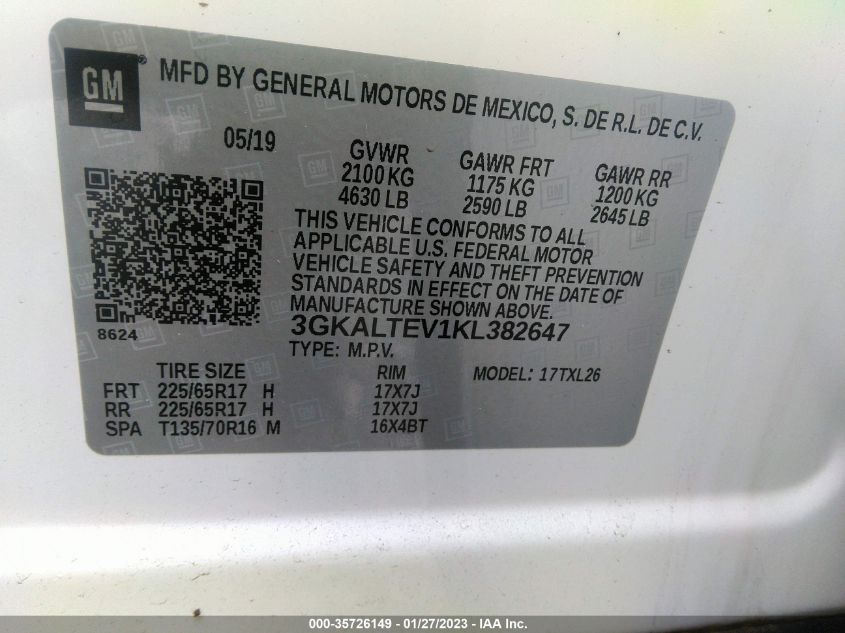 GM
MFD BY GENERAL MOTORS DE MEXICO, S. DE R.L. DE C.V.
05/19
GVWR GAWR FRT GAWR RR
2100 KG 1175 KG 1200 KG
4630 LB 2590 LB 2645 LB
THIS VEHICLE CONFORMS TO ALL
APPLICABLE U.S. FEDERAL MOTOR
VEHICLE SAFETY AND THEFT PREVENTION
STANDARDS IN EFFECT ON THE DATE OF
MANUFACTURE SHOWN ABOVE.
8624
3GKALTEV1KL382647
TYPE: M.P.V.
TIRE SIZE RIM MODEL: 17TXL26
FRT 225/65R17 H 17X7J
RR 225/65R17 H 17X7J
SPA T135/70R16 M 16X4BT
000-35726149 — 01/27/2023 — IAA Inc.